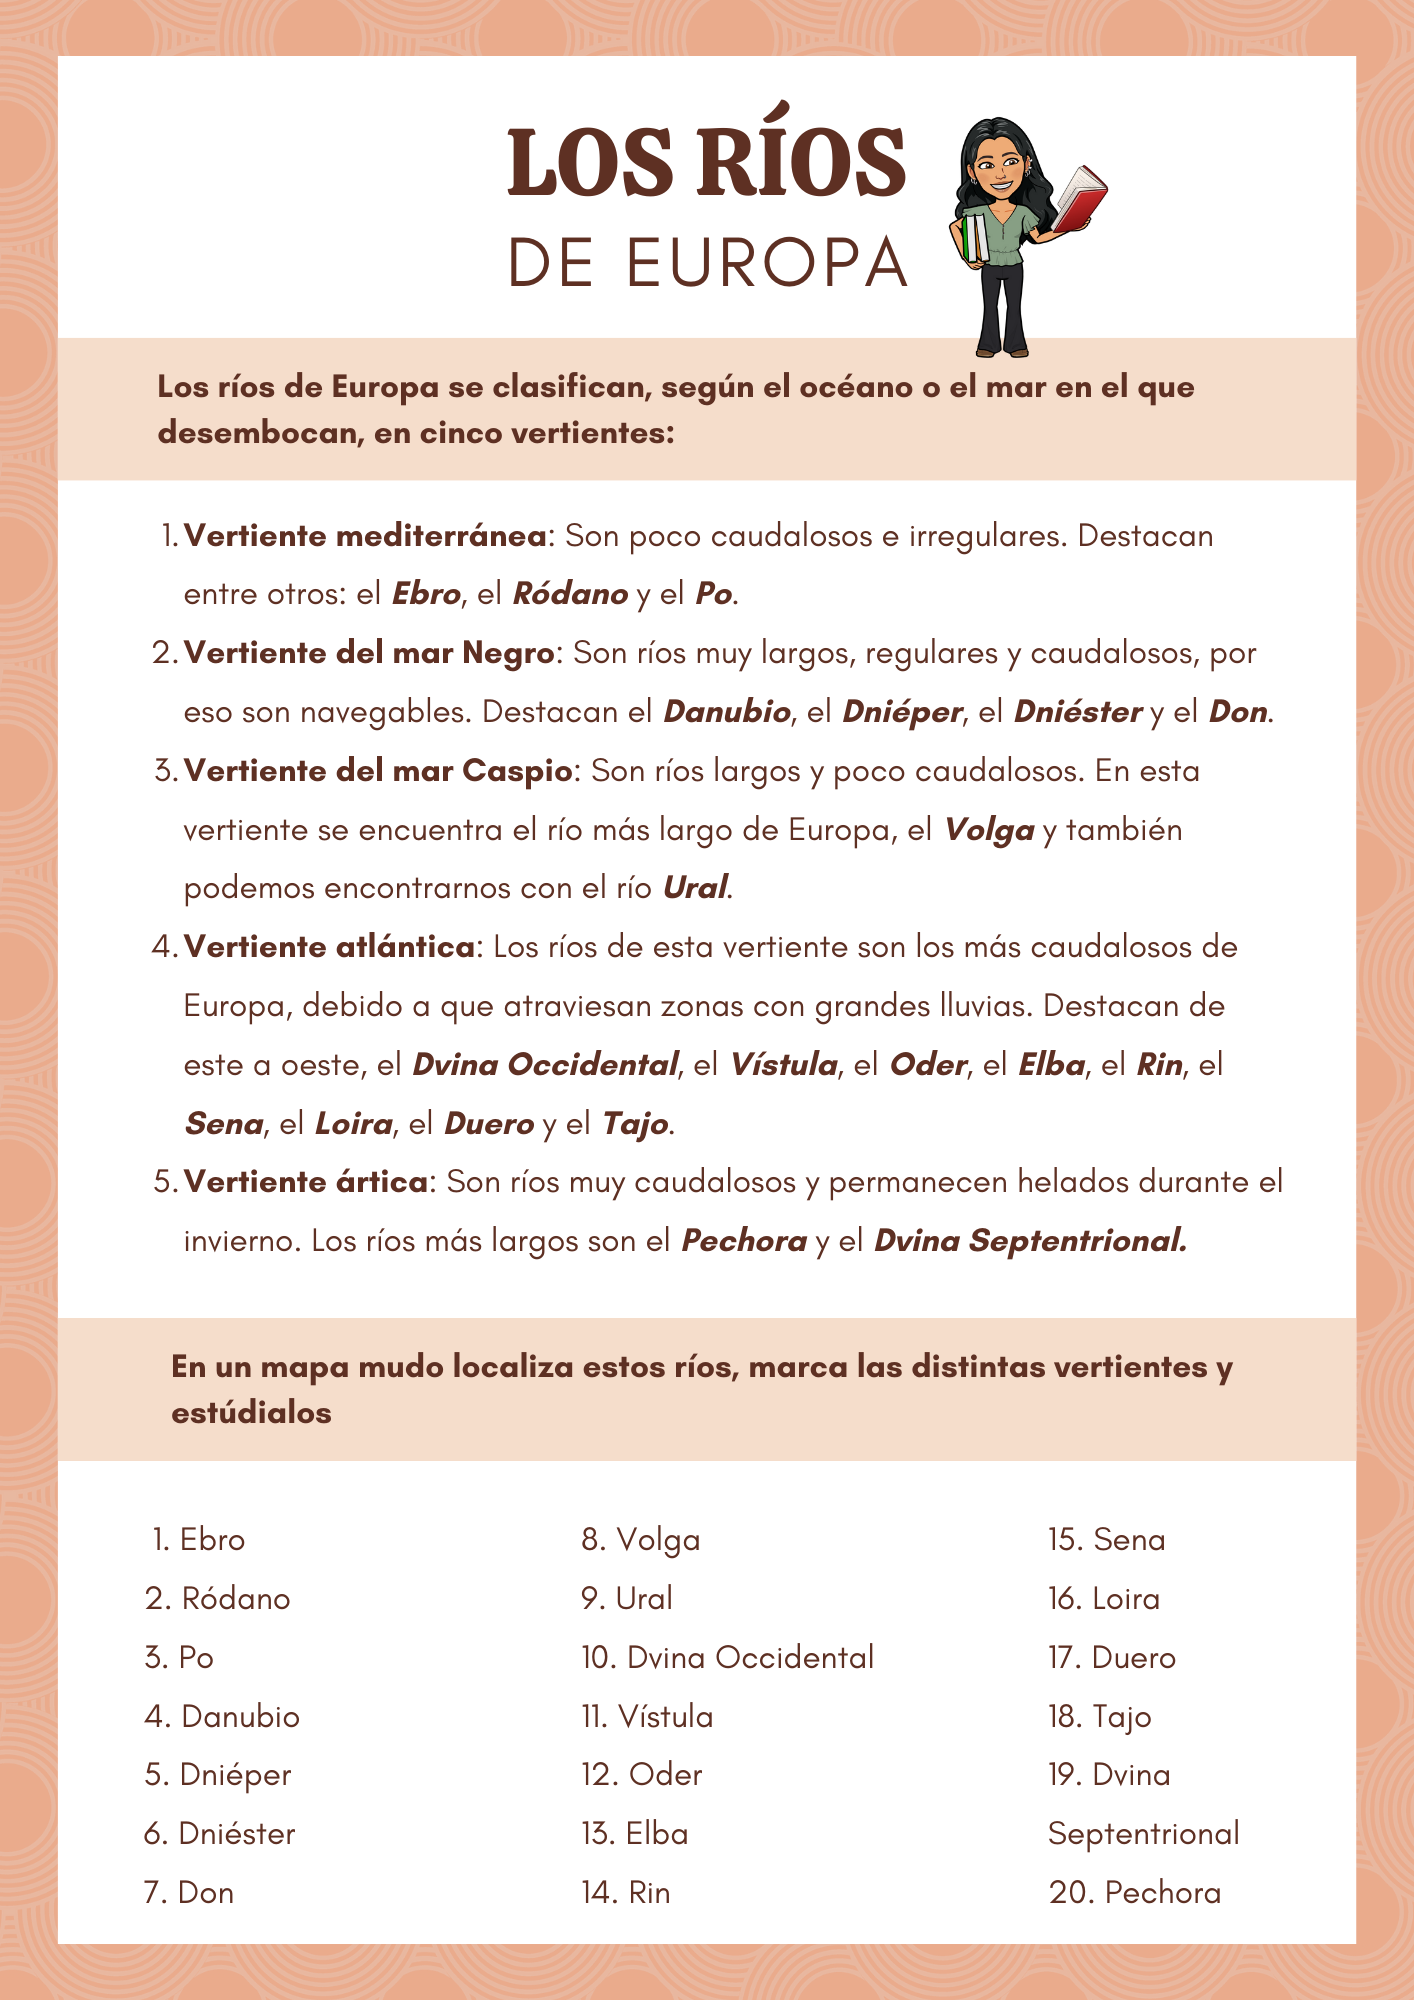 LOS RÍOS
DE EUROPA
Los ríos de Europa se clasifican, según el océano o el mar en el que
desembocan, en cinco vertientes:
1. Vertiente mediterránea: Son poco caudalosos e irregulares. Destacan
entre otros: el Ebro, el Ródano y el Po.
2. Vertiente del mar Negro: Son ríos muy largos, regulares y caudalosos, por
eso son navegables. Destacan el Danubio, el Dniéper, el Dniéster y el Don.
3. Vertiente del mar Caspio: Son ríos largos y poco caudalosos. En esta
vertiente se encuentra el río más largo de Europa, el Volga y también
podemos encontrarnos con el río Ural.
4. Vertiente atlántica: Los ríos de esta vertiente son los más caudalosos de
Europa, debido a que atraviesan zonas con grandes lluvias. Destacan de
este a oeste, el Dvina Occidental, el Vístula, el Oder, el Elba, el Rin, el
Sena, el Loira, el Duero y el Tajo.
5. Vertiente ártica: Son ríos muy caudalosos y permanecen helados durante el
invierno. Los ríos más largos son el Pechora y el Dvina Septentrional.
En un mapa mudo localiza estos ríos, marca las distintas vertientes y
estúdialos
1. Ebro
2. Ródano
3. Po
4. Danubio
5. Dniéper
6. Dniéster
7. Don
8. Volga
9. Ural
10. Dvina Occidental
11. Vístula
12. Oder
13. Elba
14. Rin
15. Sena
16. Loira
17. Duero
18. Tajo
19. Dvina
Septentrional
20. Pechora